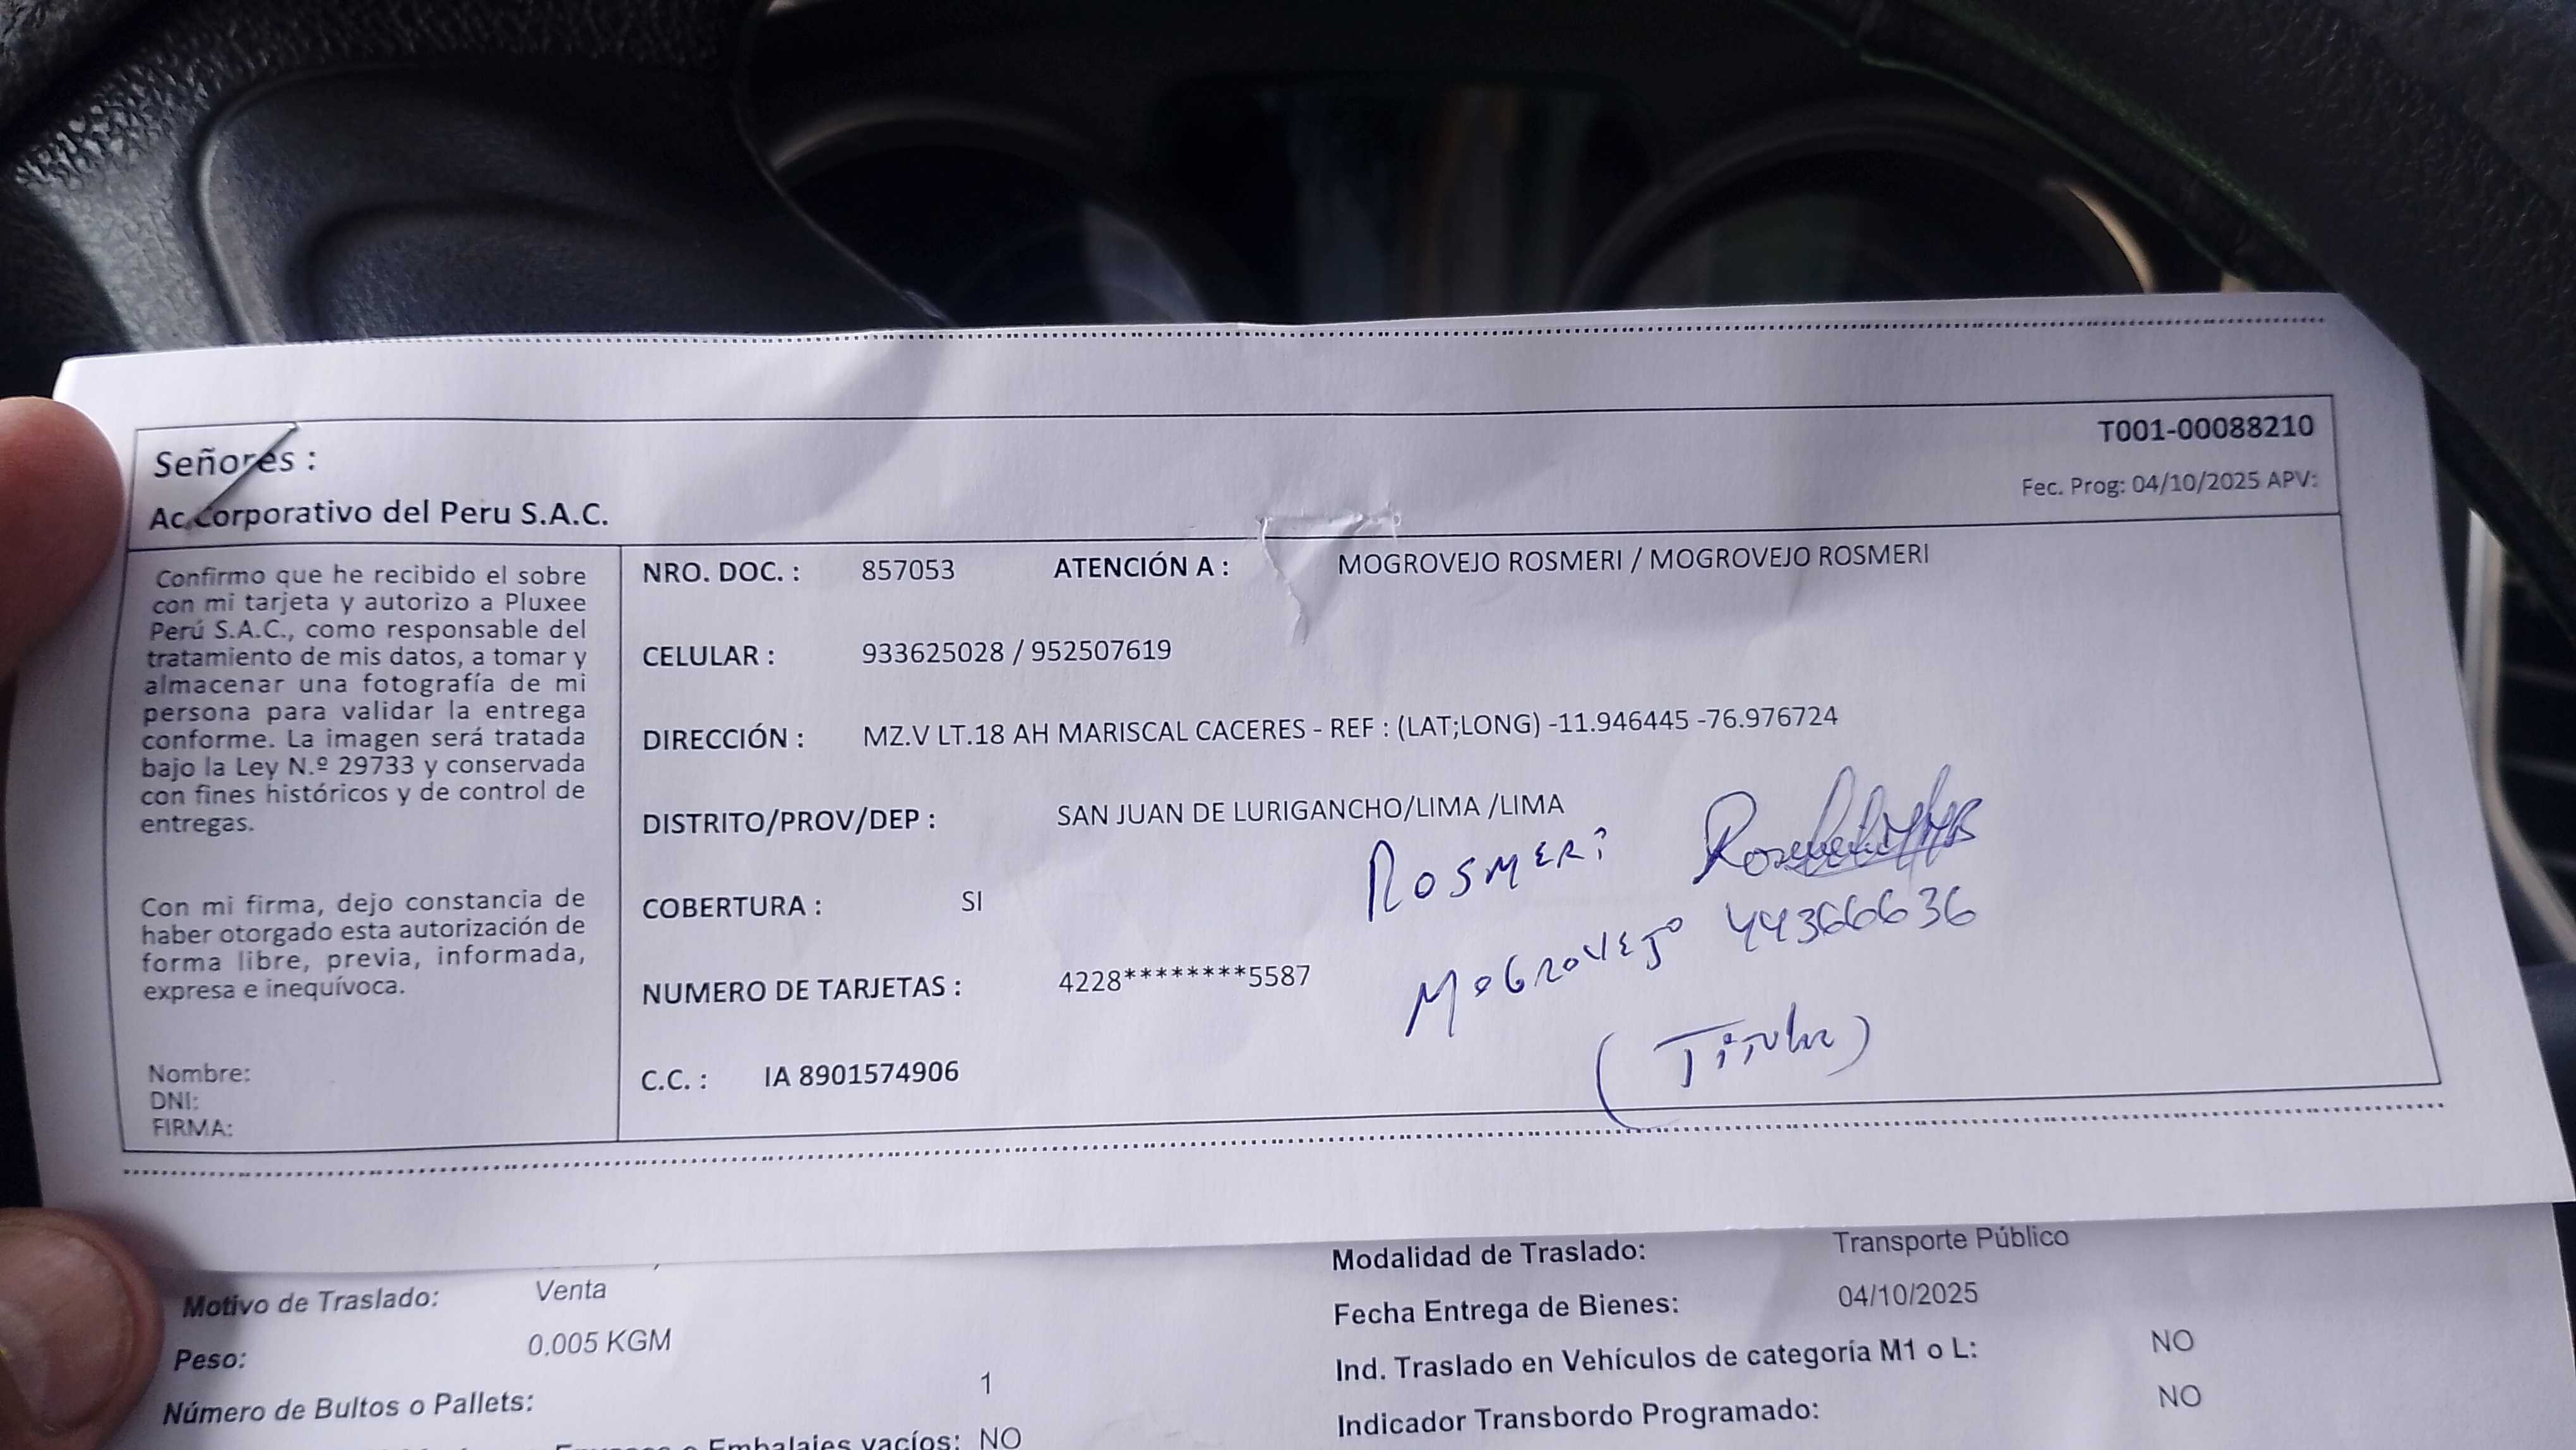 T001-00088210
Señores :
Fec. Prog: 04/10/2025 APV:
Ac Corporativo del Peru S.A.C.
Confirmo que he recibido el sobre
con mi tarjeta y autorizo a Pluxee
Perú S.A.C., como responsable del
tratamiento de mis datos, a tomar y
almacenar una fotografía de mi
persona para validar la entrega
conforme. La imagen será tratada
bajo la Ley N.º 29733 y conservada
con fines históricos y de control de
entregas.
Con mi firma, dejo constancia de
haber otorgado esta autorización de
forma libre, previa, informada,
expresa e inequívoca.
Nombre:
DNI:
FIRMA:
NRO. DOC. : 857053 ATENCIÓN A : MOGROVEJO ROSMERI / MOGROVEJO ROSMERI
CELULAR : 933625028 / 952507619
DIRECCIÓN : MZ.V LT.18 AH MARISCAL CACERES - REF : (LAT;LONG) -11.946445 -76.976724
DISTRITO/PROV/DEP : SAN JUAN DE LURIGANCHO/LIMA /LIMA
COBERTURA : SI
NUMERO DE TARJETAS : 4228********5587
C.C. : IA 8901574906
ROSMERI
MOGROVEJO 44366636
(Titular)
Motivo de Traslado: Venta
Peso: 0.005 KGM
Número de Bultos o Pallets: 1
Embalajes vacíos: NO
Modalidad de Traslado: Transporte Público
Fecha Entrega de Bienes: 04/10/2025
Ind. Traslado en Vehículos de categoría M1 o L: NO
Indicador Transbordo Programado: NO